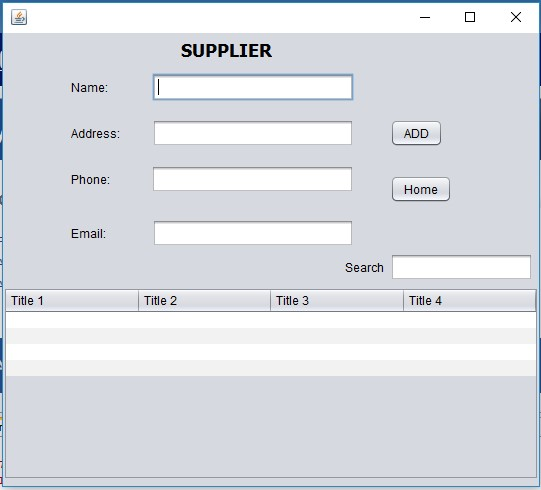 SUPPLIER
Name:
Address:
ADD
Phone:
Home
Email:
Search
Title 1 Title 2 Title 3 Title 4